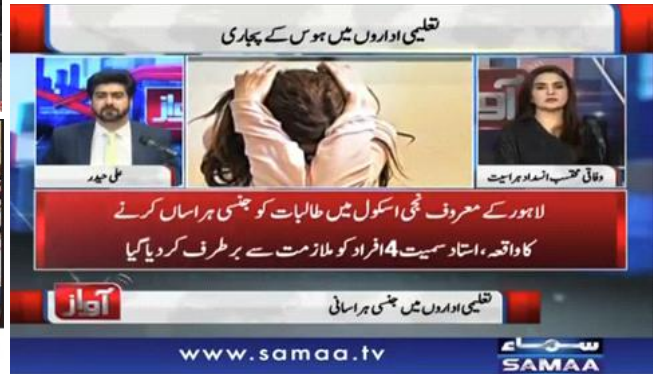 تعلیمی اداروں میں ہوس کے پجاری
علی حیدر
وفاقی محتسب انسداد ہراسیت
لاہور کے معروف نجی اسکول میں طالبات کو جنسی ہراساں کرنے
کا واقعہ، استاد سمیت 4 افراد کو ملازمت سے برطرف کر دیا گیا
تعلیمی اداروں میں جنسی ہراسانی
آواز
www.samaa.tv
سماء
SAMAA